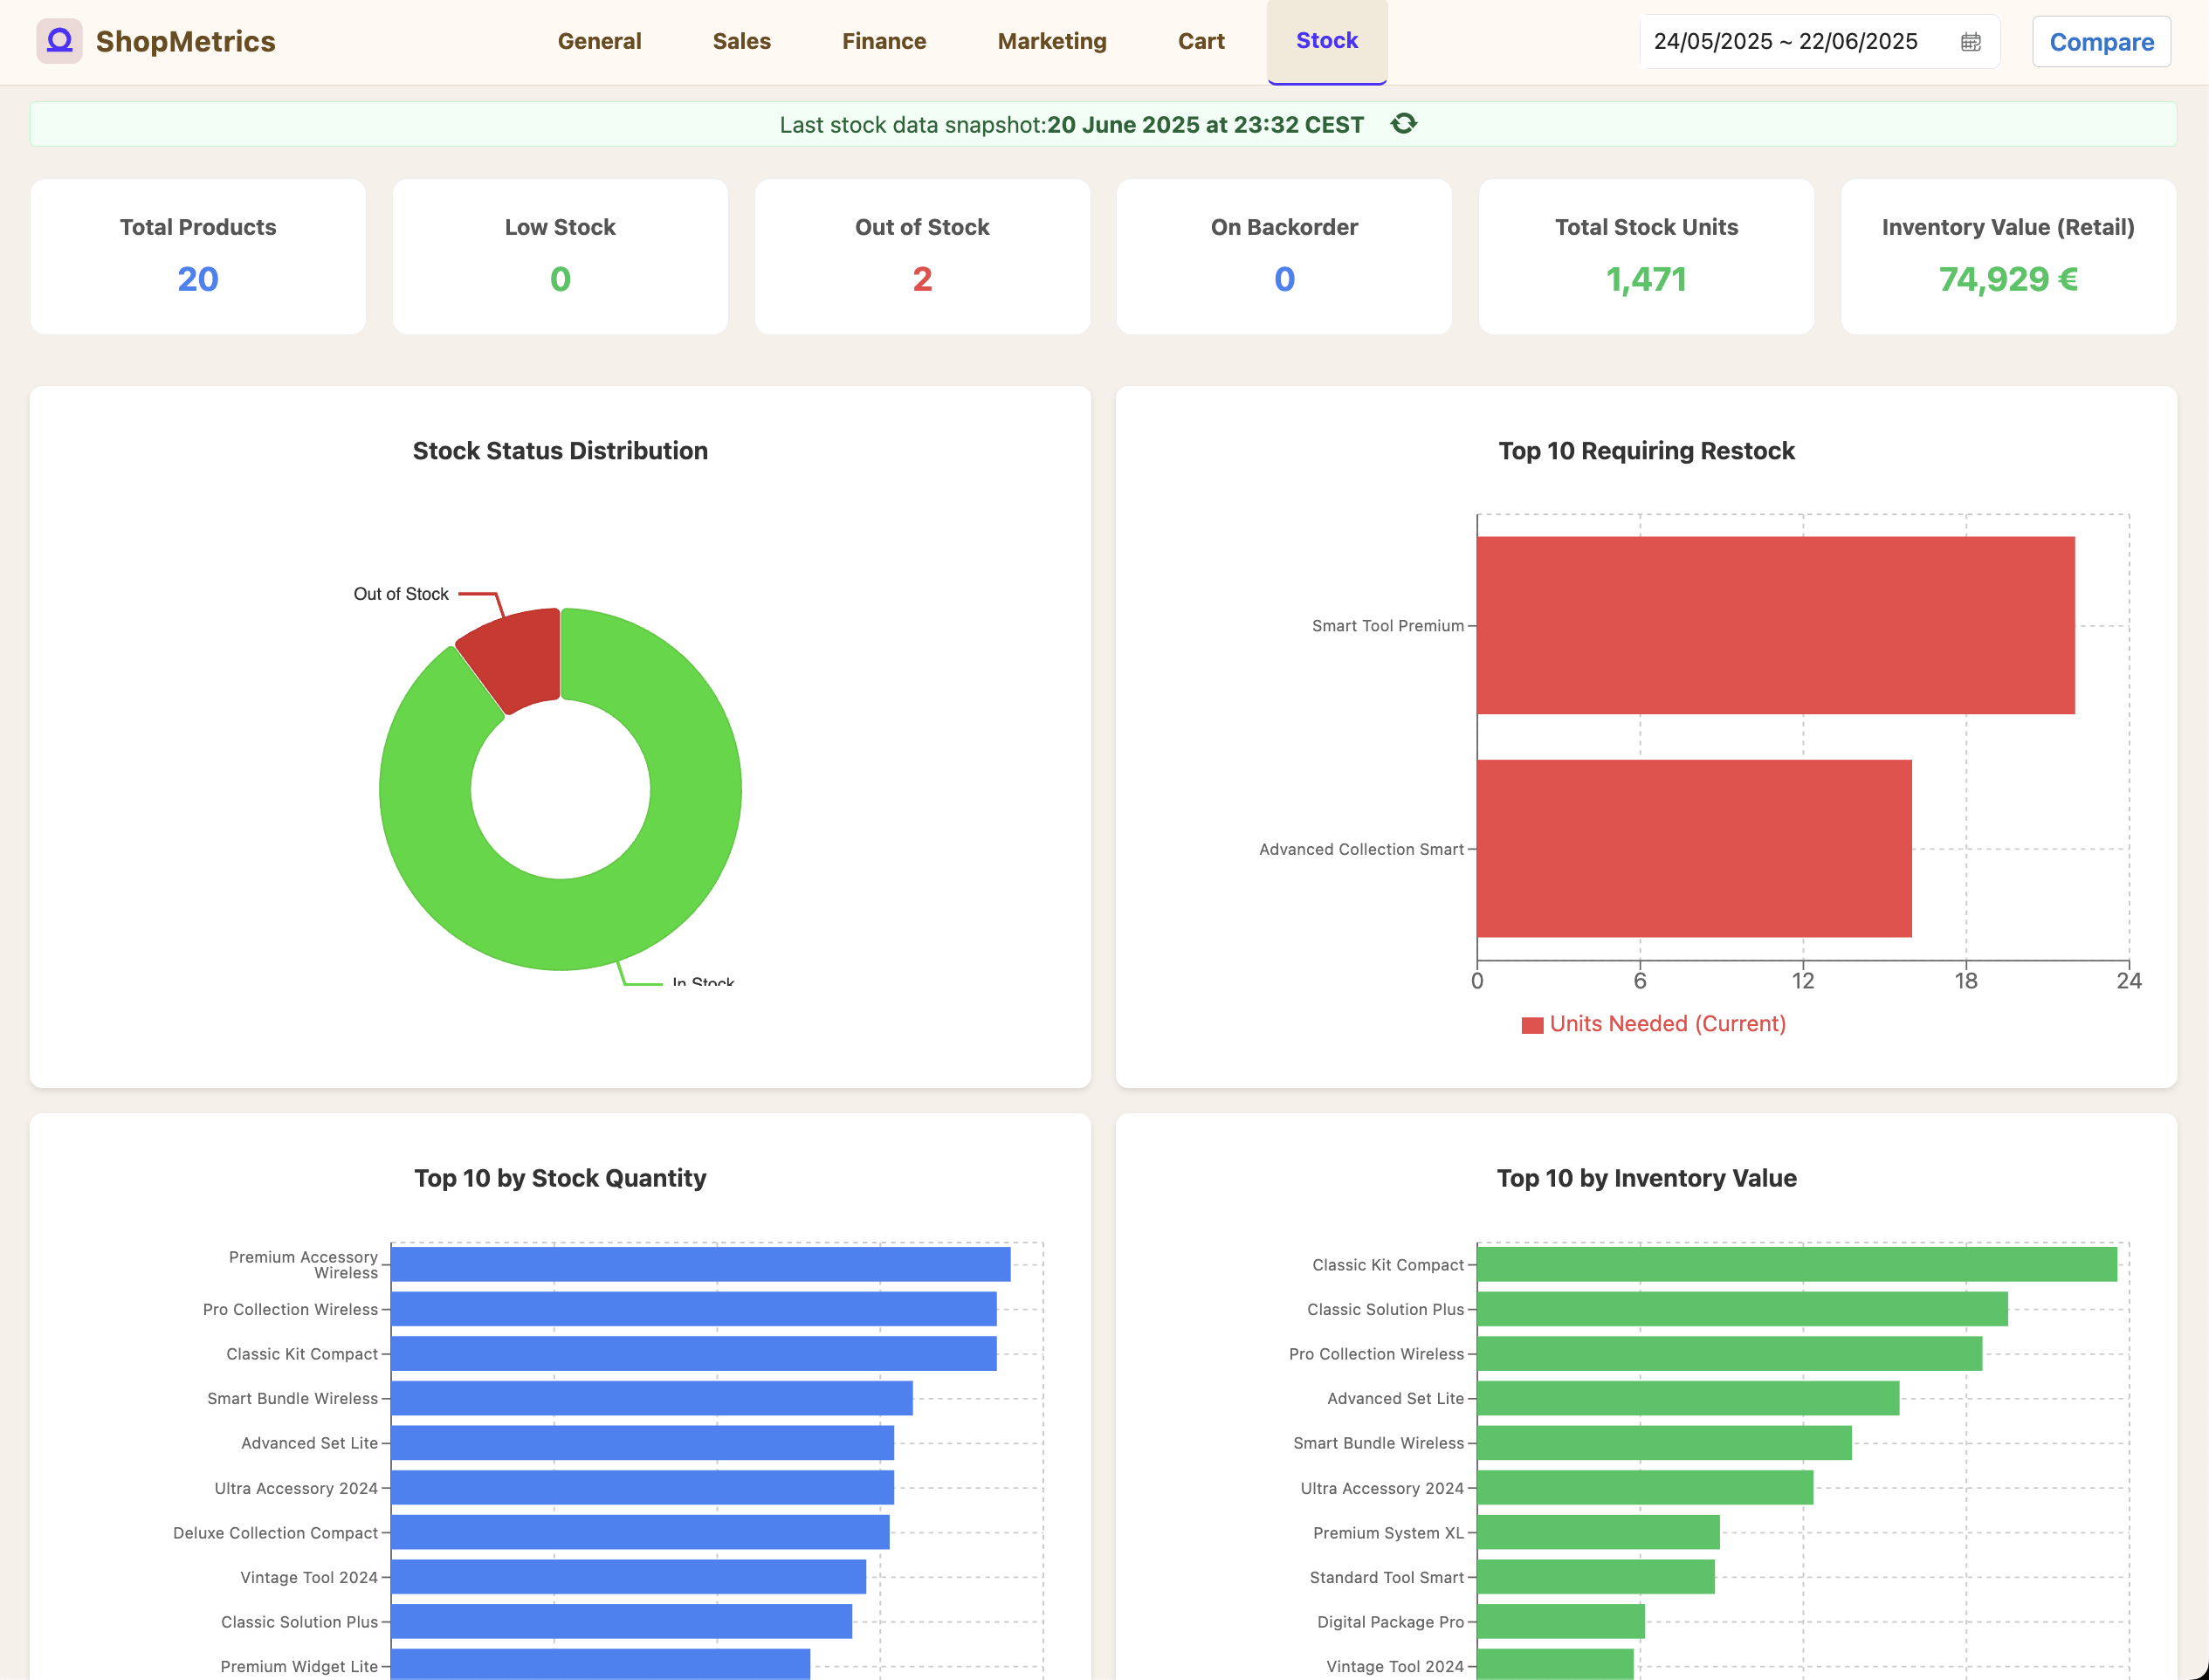 ShopMetrics
General
Sales
Finance
Marketing
Cart
Stock
24/05/2025 ~ 22/06/2025
Compare
Last stock data snapshot:20 June 2025 at 23:32 CEST
Total Products
20
Low Stock
0
Out of Stock
2
On Backorder
0
Total Stock Units
1,471
Inventory Value (Retail)
74,929 €
Stock Status Distribution
Out of Stock
In Stock
Top 10 Requiring Restock
Smart Tool Premium
Advanced Collection Smart
0
6
12
18
24
Units Needed (Current)
Top 10 by Stock Quantity
Premium Accessory
Wireless
Pro Collection Wireless
Classic Kit Compact
Smart Bundle Wireless
Advanced Set Lite
Ultra Accessory 2024
Deluxe Collection Compact
Vintage Tool 2024
Classic Solution Plus
Premium Widget Lite
Top 10 by Inventory Value
Classic Kit Compact
Classic Solution Plus
Pro Collection Wireless
Advanced Set Lite
Smart Bundle Wireless
Ultra Accessory 2024
Premium System XL
Standard Tool Smart
Digital Package Pro
Vintage Tool 2024